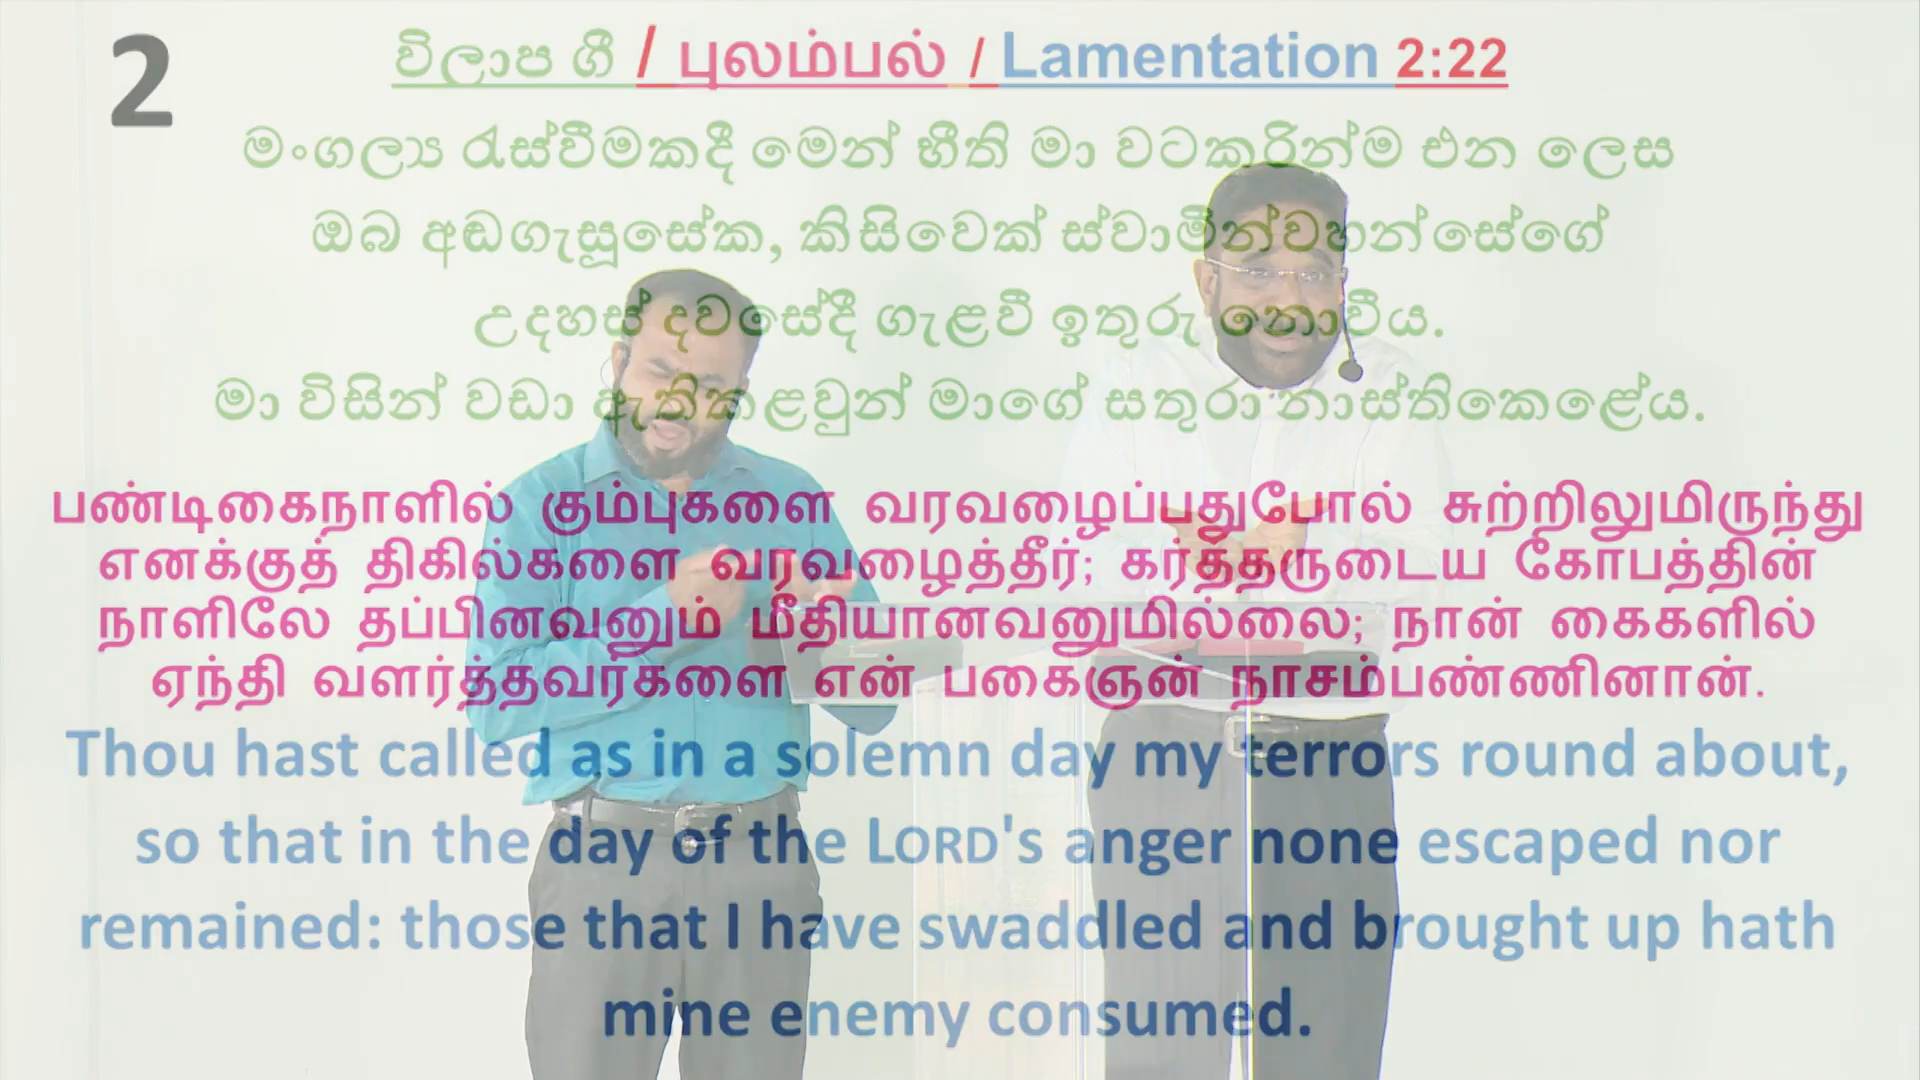 2
විලාප ගී / புலம்பல் / Lamentation 2:22
මංගල්‍ය රැස්වීමකදී මෙන් භීති මා වටකුරින්ම එන ලෙස
ඔබ අඬගැසූසේක, කිසිවෙක් ස්වාමීන්වහන්සේගේ
උදහස් දවසේදී ගැළවී ඉතුරු නොවීය.
මා විසින් වඩා ඇතිකළවුන් මාගේ සතුරා නාස්තිකෙළේය.
பண்டிகைநாளில் கும்புகளை வரவழைப்பதுபோல் சுற்றிலுமிருந்து
எனக்குத் திகில்களை வரவழைத்தீர்; கர்த்தருடைய கோபத்தின்
நாளிலே தப்பினவனும் மீதியானவனுமில்லை; நான் கைகளில்
ஏந்தி வளர்த்தவர்களை என் பகைஞன் நாசம்பண்ணினான்.
Thou hast called as in a solemn day my terrors round about,
so that in the day of the LORD's anger none escaped nor
remained: those that I have swaddled and brought up hath
mine enemy consumed.